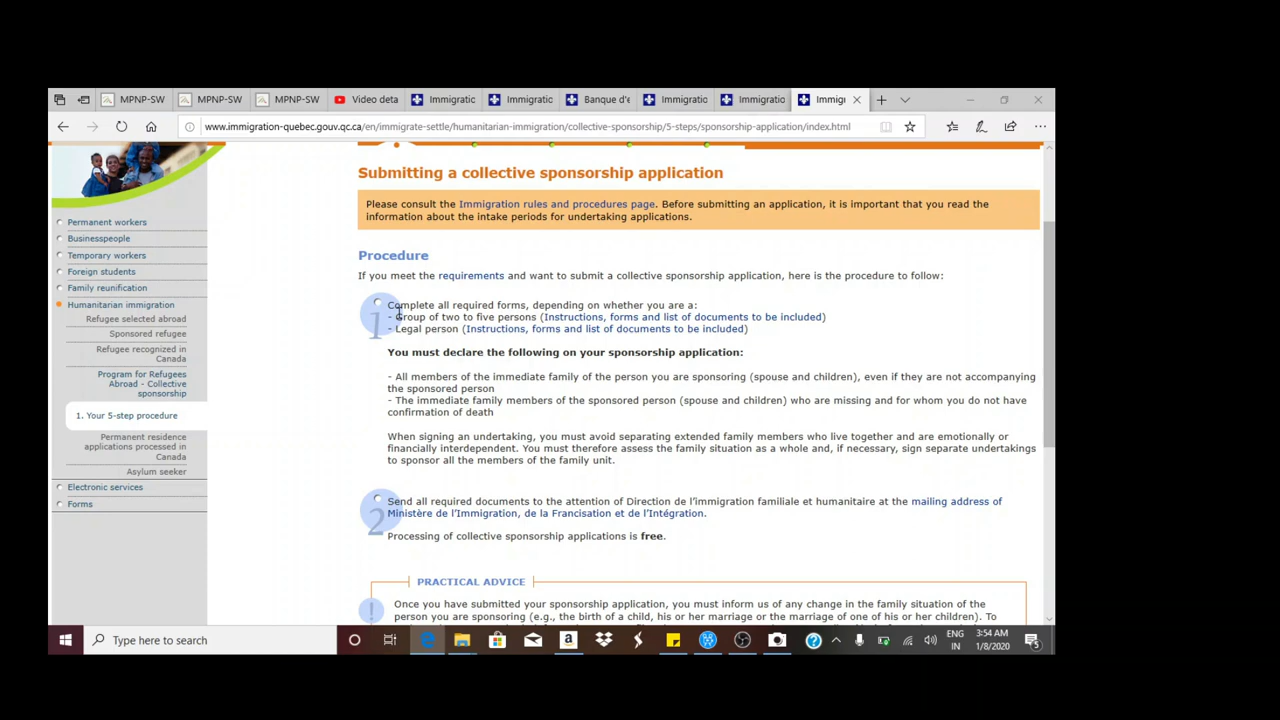 MPNP-SW
MPNP-SW
MPNP-SW
Video deta
Immigratic
Immigratic
Banque d'e
Immigratic
Immigratio
Immig
www.immigration-quebec.gouv.qc.ca/en/immigrate-settle/humanitarian-immigration/collective-sponsorship/5-steps/sponsorship-application/index.html
Permanent workers
Businesspeople
Temporary workers
Foreign students
Family reunification
Humanitarian immigration
Refugee selected abroad
Sponsored refugee
Refugee recognized in
Canada
Program for Refugees
Abroad - Collective
sponsorship
1. Your 5-step procedure
Permanent residence
applications processed in
Canada
Asylum seeker
Electronic services
Forms
Submitting a collective sponsorship application
Please consult the Immigration rules and procedures page. Before submitting an application, it is important that you read the
information about the intake periods for undertaking applications.
Procedure
If you meet the requirements and want to submit a collective sponsorship application, here is the procedure to follow:
1
Complete all required forms, depending on whether you are a:
- Group of two to five persons (Instructions, forms and list of documents to be included)
- Legal person (Instructions, forms and list of documents to be included)
You must declare the following on your sponsorship application:
- All members of the immediate family of the person you are sponsoring (spouse and children), even if they are not accompanying
the sponsored person
- The immediate family members of the sponsored person (spouse and children) who are missing and for whom you do not have
confirmation of death
When signing an undertaking, you must avoid separating extended family members who live together and are emotionally or
financially interdependent. You must therefore assess the family situation as a whole and, if necessary, sign separate undertakings
to sponsor all the members of the family unit.
2
Send all required documents to the attention of Direction de l'immigration familiale et humanitaire at the mailing address of
Ministère de l'Immigration, de la Francisation et de l'Intégration.
Processing of collective sponsorship applications is free.
PRACTICAL ADVICE
!
Once you have submitted your sponsorship application, you must inform us of any change in the family situation of the
person you are sponsoring (e.g., the birth of a child, his or her marriage or the marriage of one of his or her children). To
Type here to search
ENG
IN
3:54 AM
1/8/2020
5